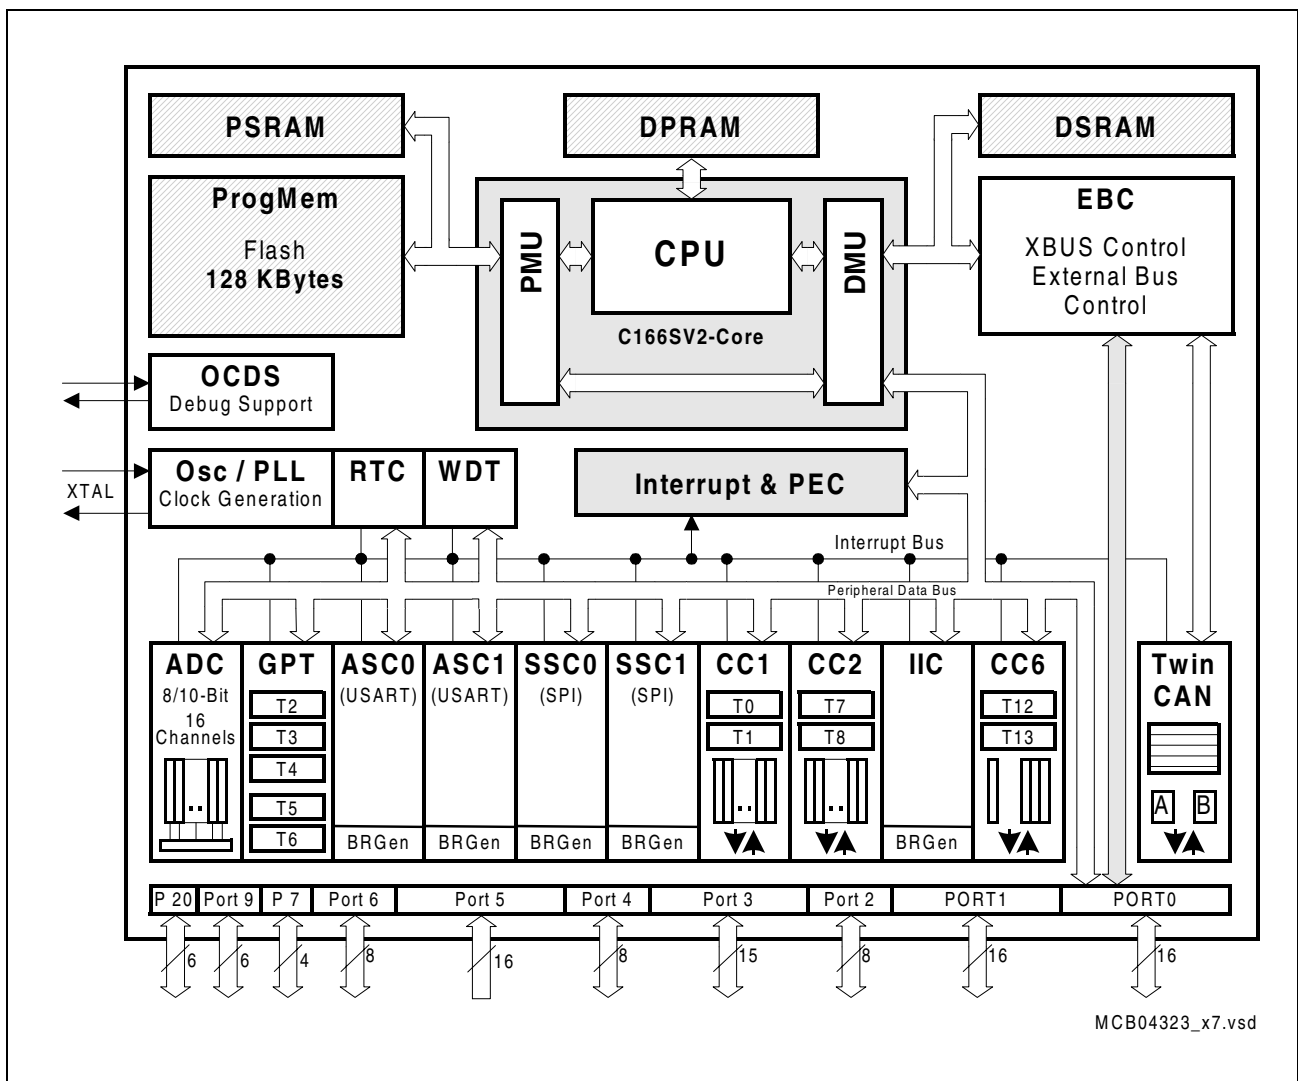 PSRAM
DPRAM
DSRAM
ProgMem
Flash
128 KBytes
PMU
CPU
DMU
C166SV2-Core
EBC
XBUS Control
External Bus
Control
OCDS
Debug Support
Osc / PLL
Clock Generation
RTC
WDT
XTAL
Interrupt & PEC
Interrupt Bus
Peripheral Data Bus
ADC
8/10-Bit
16
Channels
GPT
T2
T3
T4
T5
T6
ASC0
(USART)
BRGen
ASC1
(USART)
BRGen
SSC0
(SPI)
BRGen
SSC1
(SPI)
BRGen
CC1
T0
T1
CC2
T7
T8
IIC
BRGen
CC6
T12
T13
Twin
CAN
A B
P 20 Port 9 P 7 Port 6 Port 5 Port 4 Port 3 Port 2 PORT1 PORT0
6 6 4 8 16 8 15 8 16 16
MCB04323_x7.vsd